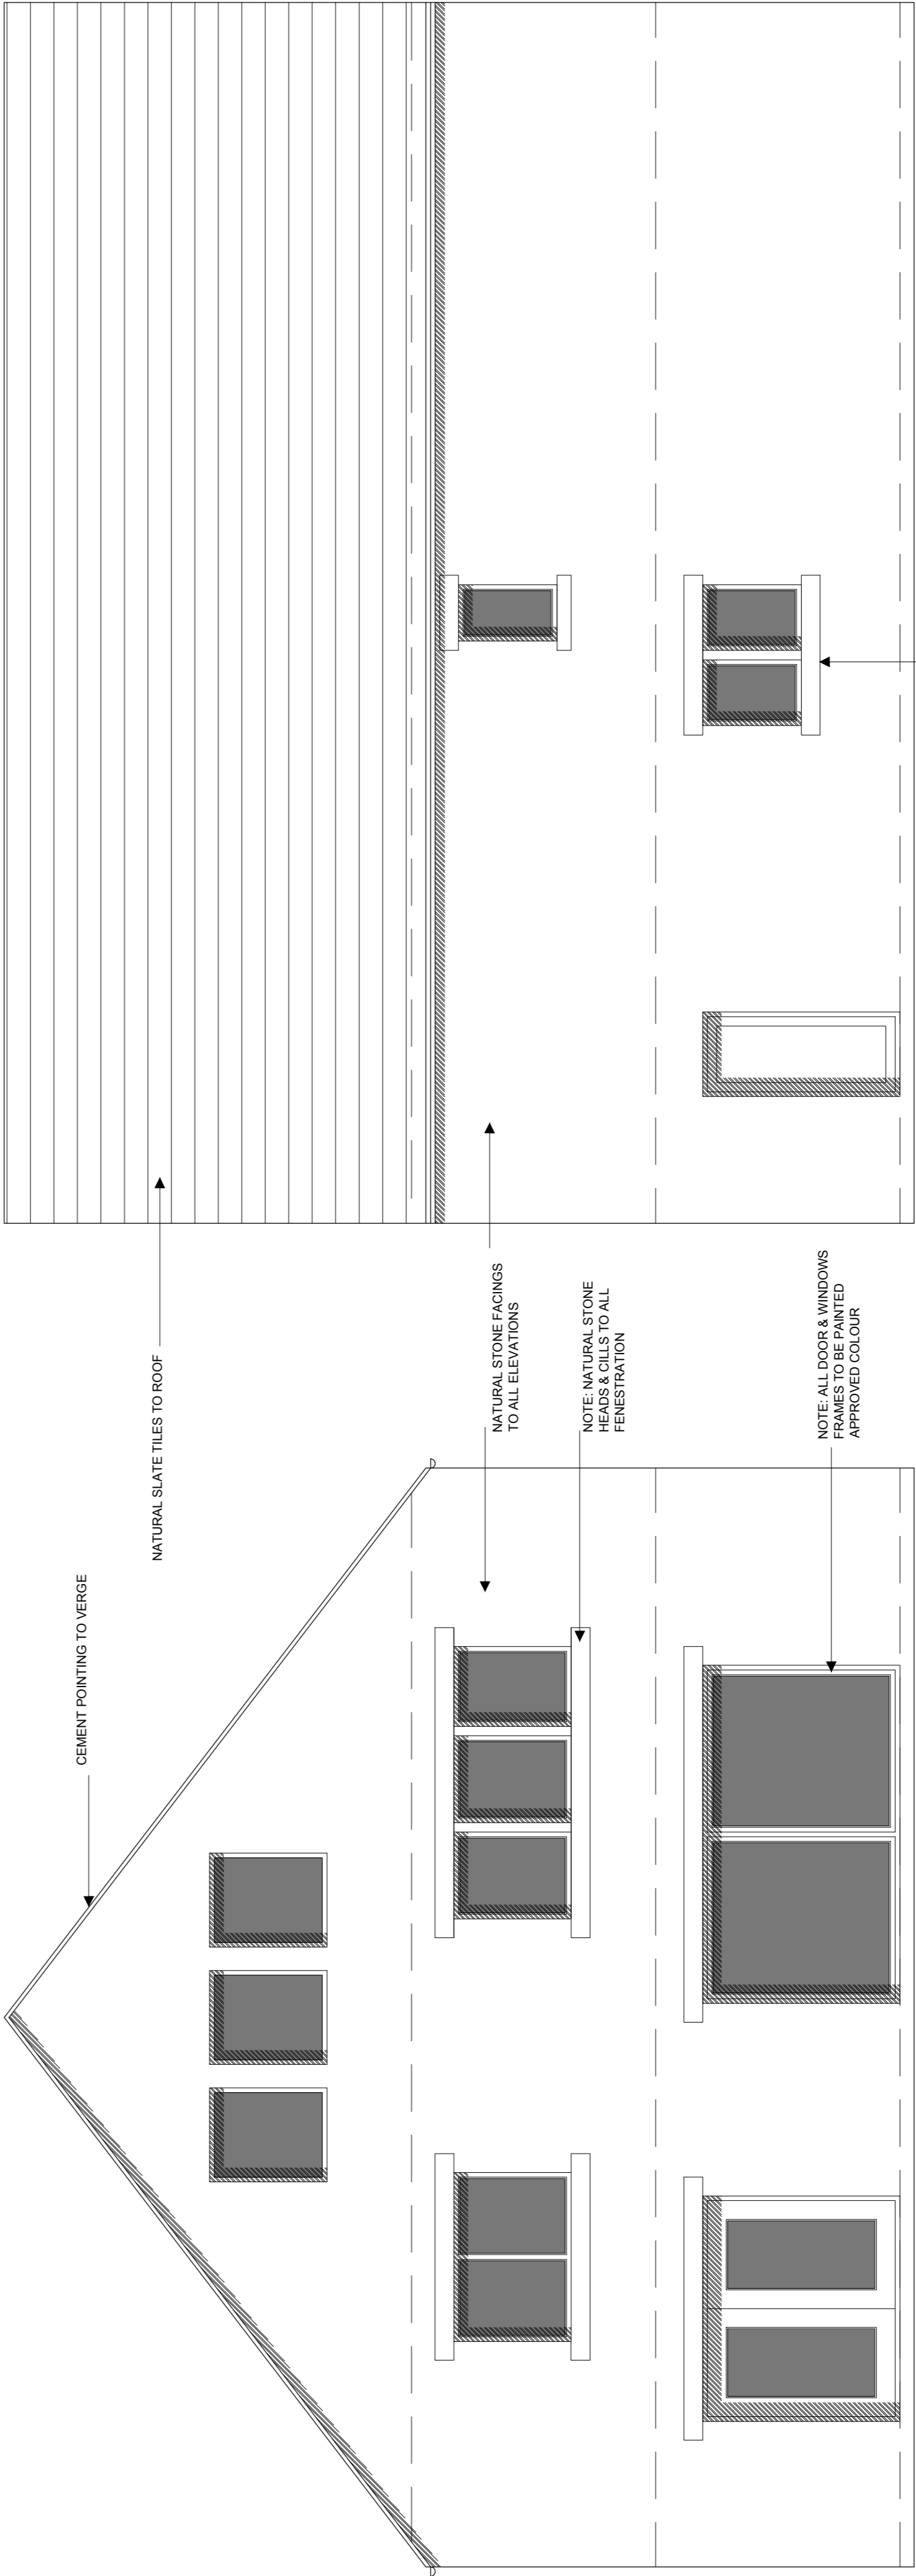 CEMENT POINTING TO VERGE
NATURAL SLATE TILES TO ROOF
NATURAL STONE FACINGS
TO ALL ELEVATIONS
NOTE: NATURAL STONE
HEADS & CILLS TO ALL
FENESTRATION
NOTE: ALL DOOR & WINDOWS
FRAMES TO BE PAINTED
APPROVED COLOUR